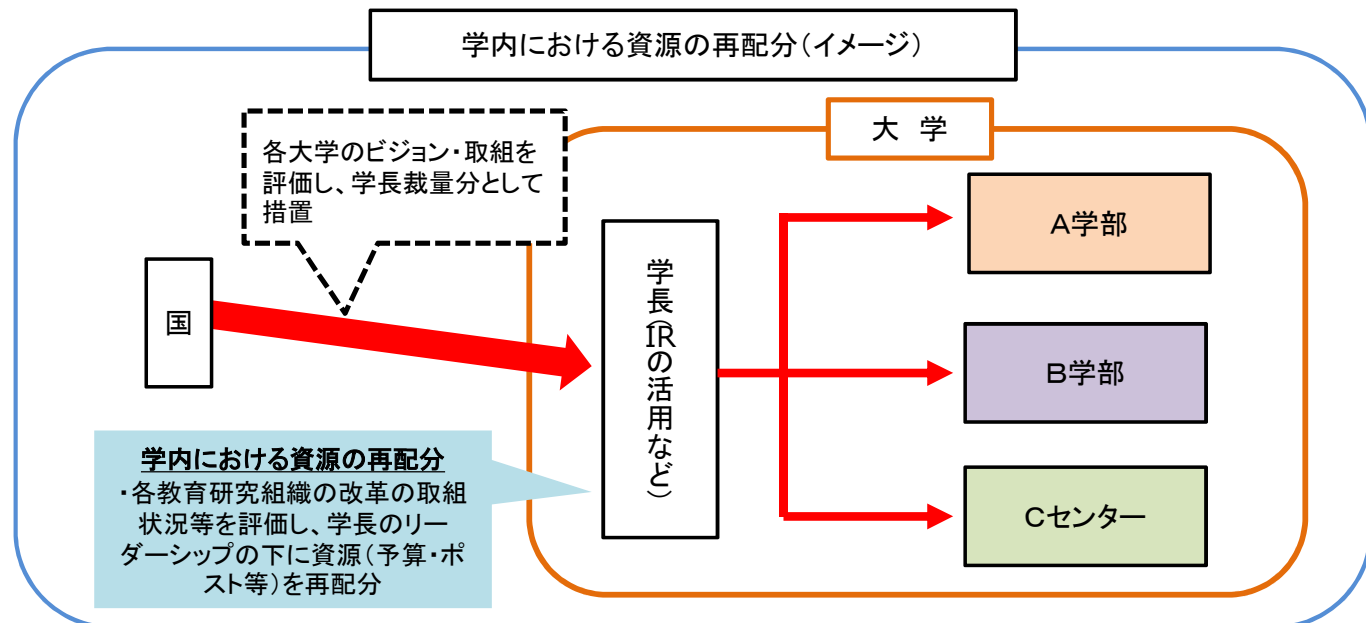 学内における資源の再配分(イメージ)
大 学
各大学のビジョン・取組を
評価し、学長裁量分として
措置
国
学長(IRの活用など)
A学部
B学部
Cセンター
学内における資源の再配分
・各教育研究組織の改革の取組
状況等を評価し、学長のリー
ダーシップの下に資源(予算・ポ
スト等)を再配分